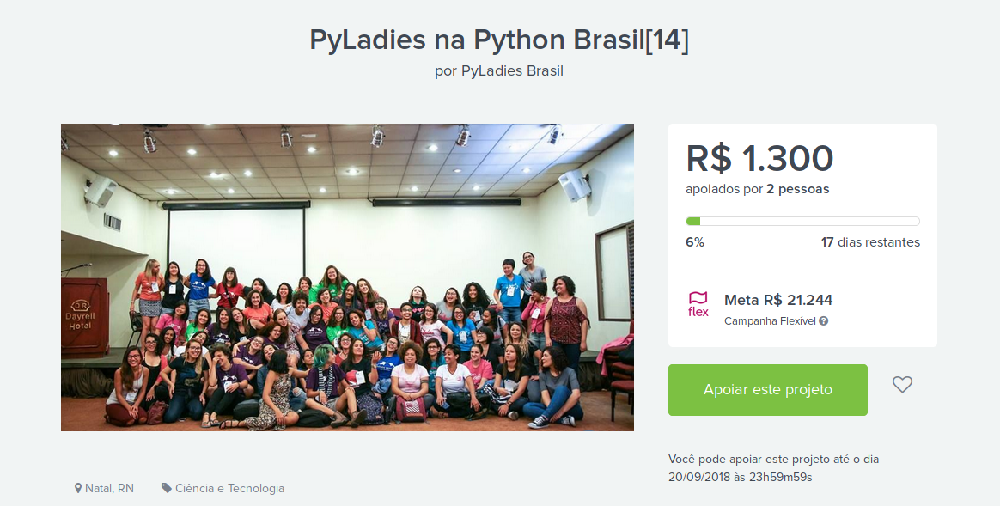 PyLadies na Python Brasil[14]
por PyLadies Brasil
DR
Dayrell
Hotel
R$ 1.300
apoiados por 2 pessoas
6% 17 dias restantes
flex
Meta R$ 21.244
Campanha Flexível ?
Apoiar este projeto
Você pode apoiar este projeto até o dia
20/09/2018 às 23h59m59s
Natal, RN Ciência e Tecnologia